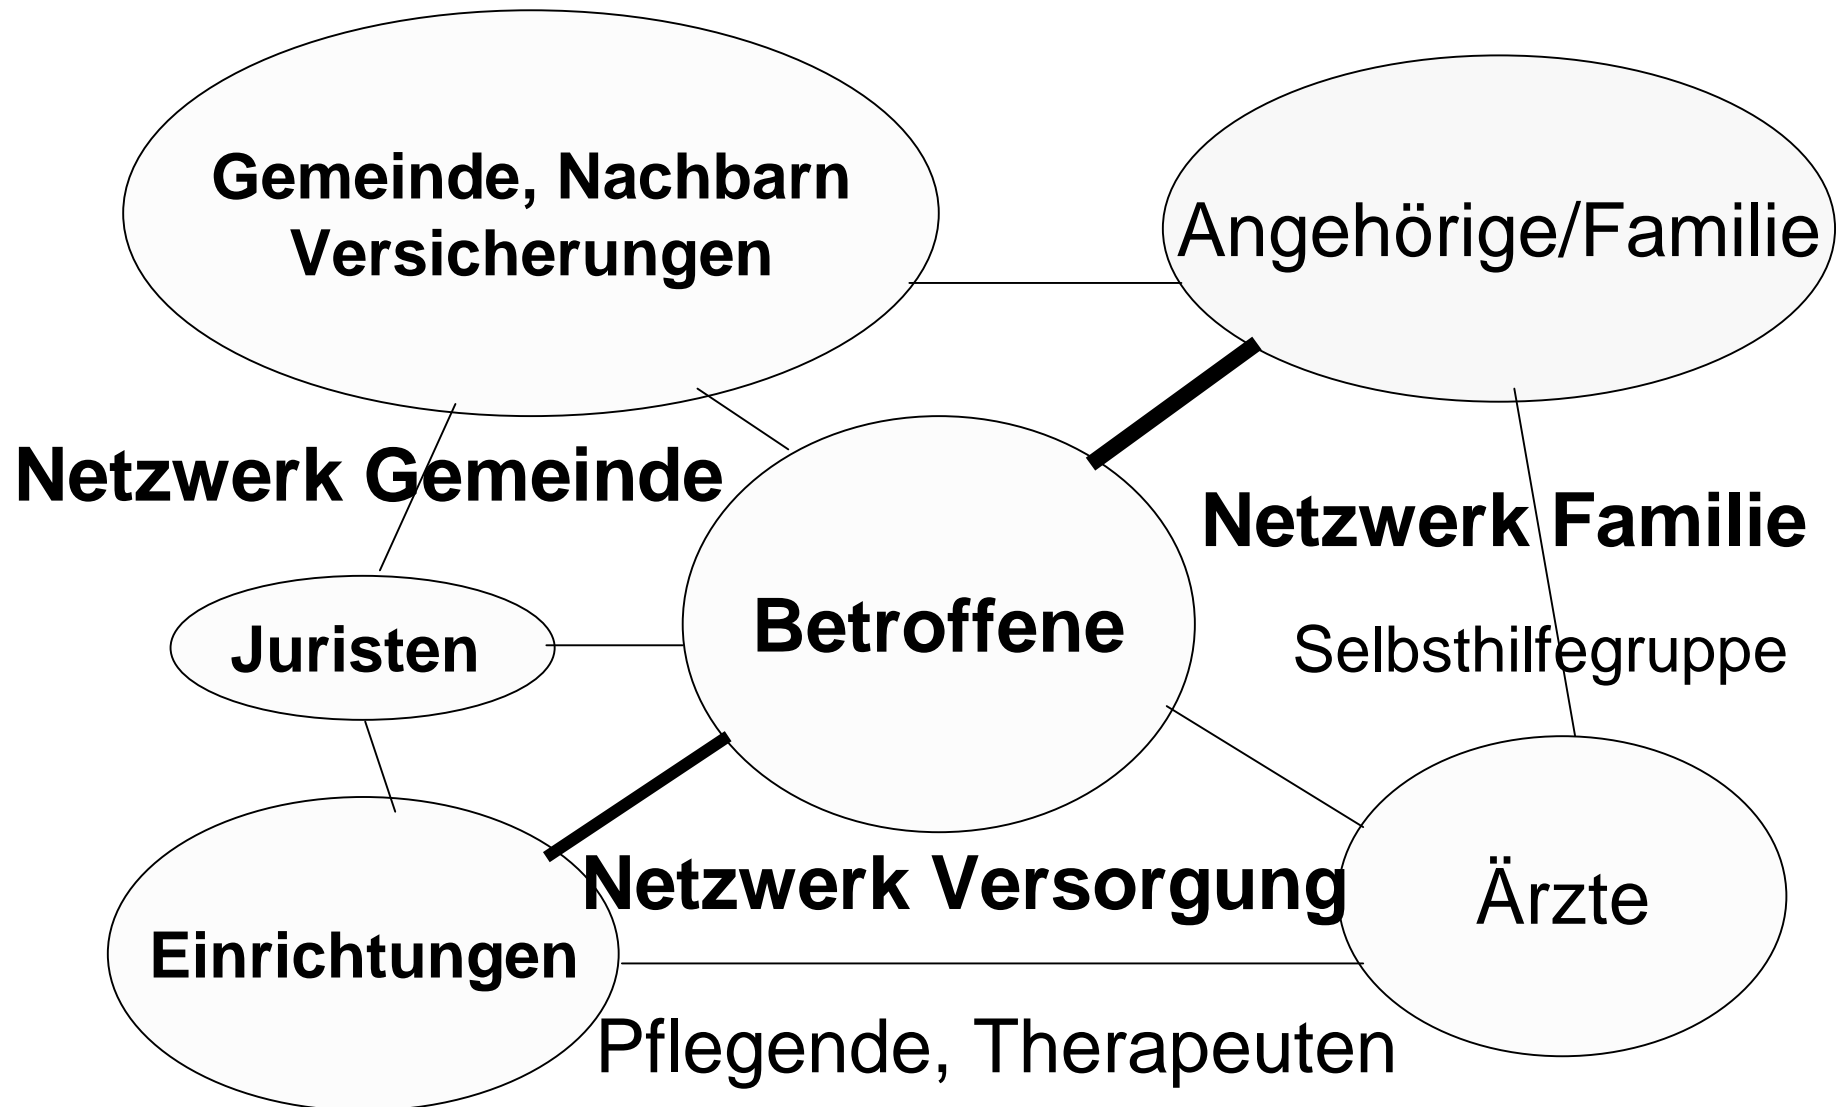 Gemeinde, Nachbarn
Versicherungen
Angehörige/Familie
Netzwerk Gemeinde
Netzwerk Familie
Betroffene
Juristen
Selbsthilfegruppe
Netzwerk Versorgung
Ärzte
Einrichtungen
Pflegende, Therapeuten